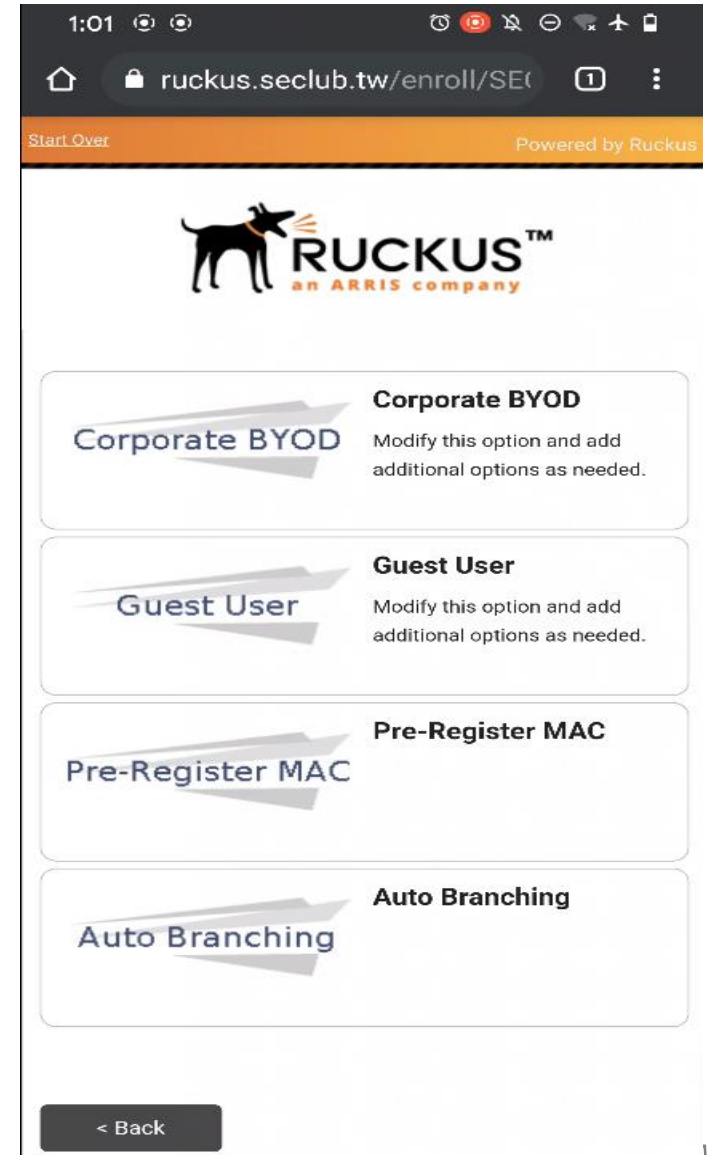 1:01
ruckus.seclub.tw/enroll/SE(
1
Start Over
Powered by Ruckus
RUCKUS™
an ARRIS company
Corporate BYOD
Corporate BYOD
Modify this option and add
additional options as needed.
Guest User
Guest User
Modify this option and add
additional options as needed.
Pre-Register MAC
Pre-Register MAC
Auto Branching
Auto Branching
< Back